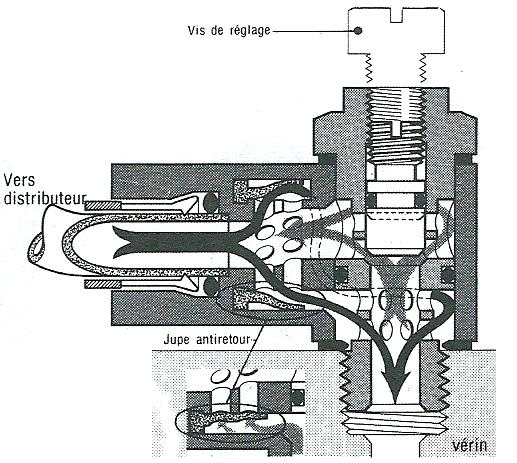 Vis de réglage
Vers
distributeur
Jupe antiretour
vérin